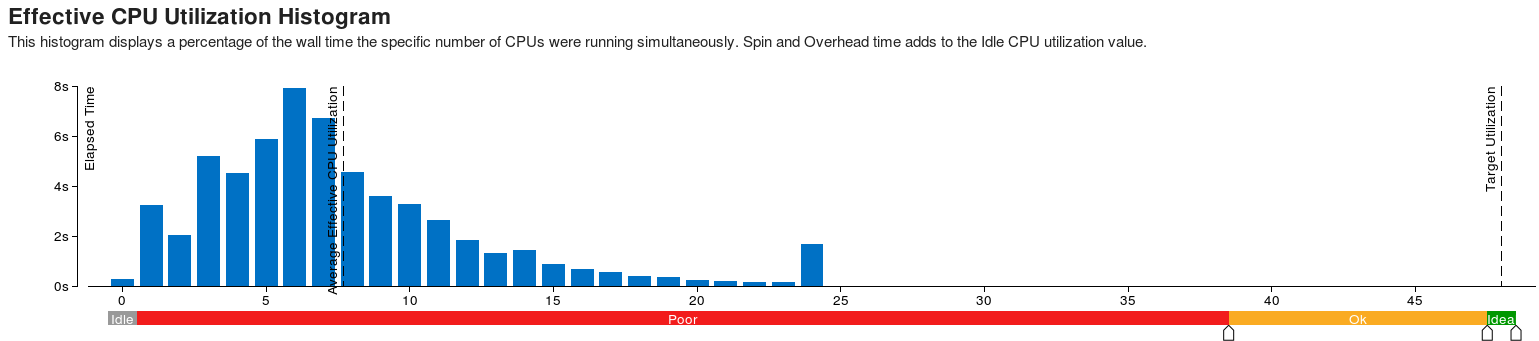 Effective CPU Utilization Histogram
This histogram displays a percentage of the wall time the specific number of CPUs were running simultaneously. Spin and Overhead time adds to the Idle CPU utilization value.
8s
6s
4s
2s
0s
Elapsed Time
Average Effective CPU Utilization
Target Utilization
0 5 10 15 20 25 30 35 40 45
Idle Poor Ok Idea